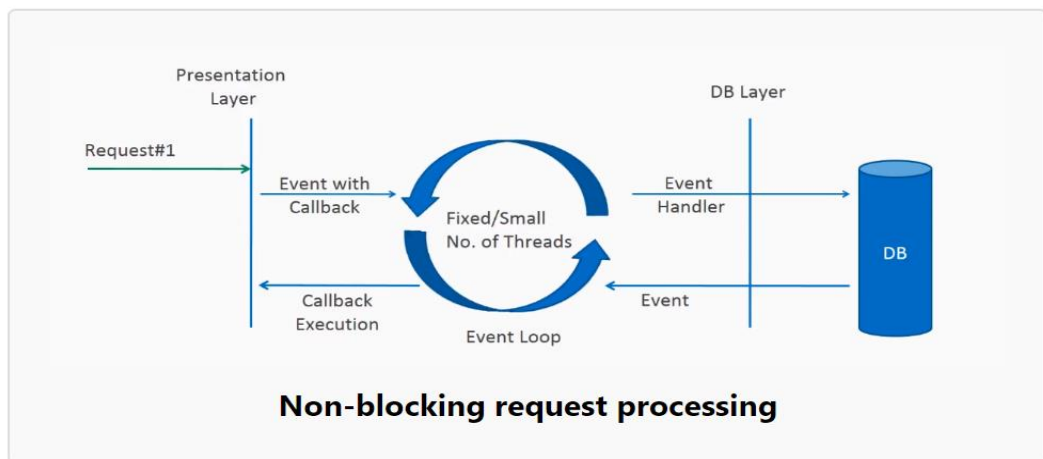 Presentation
Layer
DB Layer
Request#1
Event with
Callback
Event
Handler
Fixed/Small
No. of Threads
DB
Callback
Execution
Event
Event Loop
Non-blocking request processing